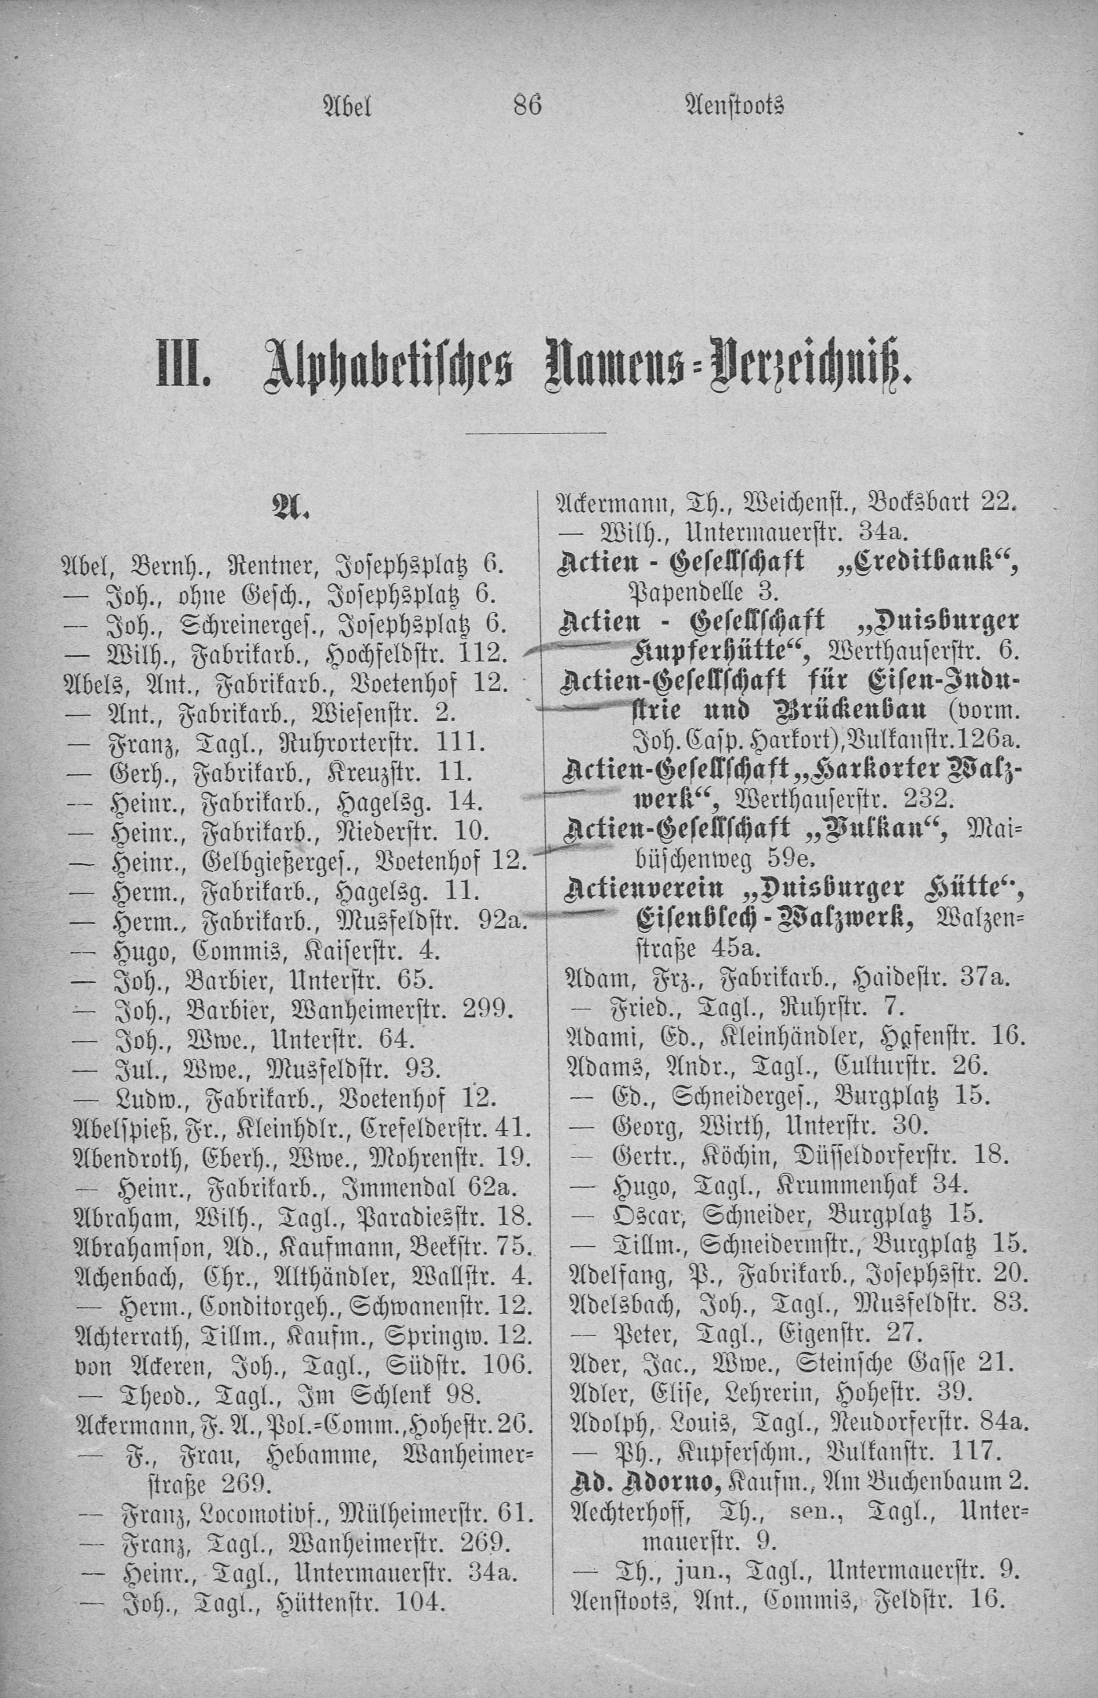 Abel 86 Aenstoots
III. Alphabetisches Namens-Verzeichniß.
A.
Abel, Bernh., Rentner, Josephsplatz 6.
— Joh., ohne Gesch., Josephsplatz 6.
— Joh., Schreinerges., Josephsplatz 6.
— Wilh., Fabrikarb., Hochfeldstr. 112.
Abels, Ant., Fabrikarb., Voetenhof 12.
— Ant., Fabrikarb., Wiesenstr. 2.
— Franz, Tagl., Ruhrorterstr. 111.
— Gerh., Fabrikarb., Kreuzstr. 11.
— Heinr., Fabrikarb., Hagelsg. 14.
— Heinr., Fabrikarb., Niederstr. 10.
— Heinr., Gelbgießerges., Voetenhof 12.
— Herm., Fabrikarb., Hagelsg. 11.
— Herm., Fabrikarb., Musfeldstr. 92a.
— Hugo, Commis, Kaiserstr. 4.
— Joh., Barbier, Unterstr. 65.
— Joh., Barbier, Wanheimerstr. 299.
— Joh., Wwe., Unterstr. 64.
— Jul., Wwe., Musfeldstr. 93.
— Ludw., Fabrikarb., Voetenhof 12.
Abelspieß, Fr., Kleinhdlr., Crefelderstr. 41.
Abendroth, Eberh., Wwe., Mohrenstr. 19.
— Heinr., Fabrikarb., Immendal 62a.
Abraham, Wilh., Tagl., Paradiesstr. 18.
Abrahamson, Ad., Kaufmann, Beekstr. 75.
Achenbach, Chr., Althändler, Wallstr. 4.
— Herm., Conditorgeh., Schwanenstr. 12.
Achterrath, Tillm., Kaufm., Springw. 12.
von Ackeren, Joh., Tagl., Südstr. 106.
— Theod., Tagl., Im Schlenk 98.
Ackermann, F. A., Pol.-Comm., Hohestr. 26.
— F., Frau, Hebamme, Wanheimer-
straße 269.
— Franz, Locomotivf., Mülheimerstr. 61.
— Franz, Tagl., Wanheimerstr. 269.
— Heinr., Tagl., Untermauerstr. 34a.
— Joh., Tagl., Hüttenstr. 104.
Ackermann, Th., Weichenst., Bocksbart 22.
— Wilh., Untermauerstr. 34a.
Actien - Gesellschaft „Creditbank“,
Papendelle 3.
Actien - Gesellschaft „Duisburger
Kupferhütte“, Werthauserstr. 6.
Actien-Gesellschaft für Eisen-Indu-
strie und Brückenbau (vorm.
Joh. Casp. Harkort), Vulkanstr. 126a.
Actien-Gesellschaft „Harkorter Walz-
werk“, Werthauserstr. 232.
Actien-Gesellschaft „Vulkan“, Mai-
büschenweg 59e.
Actienverein „Duisburger Hütte“,
Eisenblech-Walzwerk, Walzen-
straße 45a.
Adam, Frz., Fabrikarb., Haidestr. 37a.
— Fried., Tagl., Ruhrstr. 7.
Adami, Ed., Kleinhändler, Hafenstr. 16.
Adams, Andr., Tagl., Culturstr. 26.
— Ed., Schneiderges., Burgplatz 15.
— Georg, Wirth, Unterstr. 30.
— Gertr., Köchin, Düsseldorferstr. 18.
— Hugo, Tagl., Krummenhak 34.
— Oscar, Schneider, Burgplatz 15.
— Tillm., Schneidermstr., Burgplatz 15.
Adelfang, P., Fabrikarb., Josephsstr. 20.
Adelsbach, Joh., Tagl., Musfeldstr. 83.
— Peter, Tagl., Eigenstr. 27.
Ader, Jac., Wwe., Steinsche Gasse 21.
Adler, Elise, Lehrerin, Hohestr. 39.
Adolph, Louis, Tagl., Neudorferstr. 84a.
— Ph., Kupferschm., Vulkanstr. 117.
Ad. Adorno, Kaufm., Am Buchenbaum 2.
Aechterhoff, Th., sen., Tagl., Unter-
mauerstr. 9.
— Th., jun., Tagl., Untermauerstr. 9.
Aenstoots, Ant., Commis, Feldstr. 16.